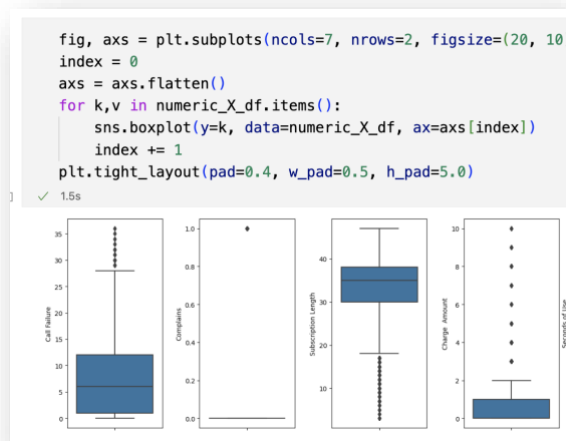 fig, axs = plt.subplots(ncols=7, nrows=2, figsize=(20, 10
index = 0
axs = axs.flatten()
for k,v in numeric_X_df.items():
sns.boxplot(y=k, data=numeric_X_df, ax=axs[index])
index += 1
plt.tight_layout(pad=0.4, w_pad=0.5, h_pad=5.0)
] ✓ 1.5s
Call Failure
35
30
25
20
15
10
5
0
Complains
1.0
0.8
0.6
0.4
0.2
0.0
Subscription Length
40
30
20
10
Charge Amount
10
8
6
4
2
0
Seconds of Use